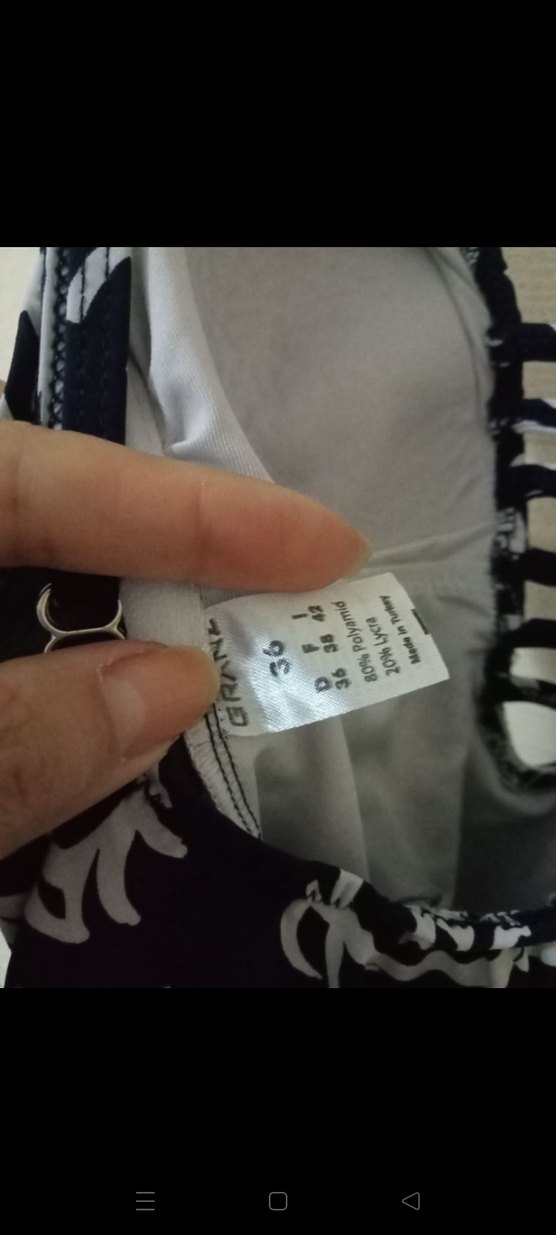 36
D F I
36 38 42
80% Polyamid
20% Lycra
Made in Turkey